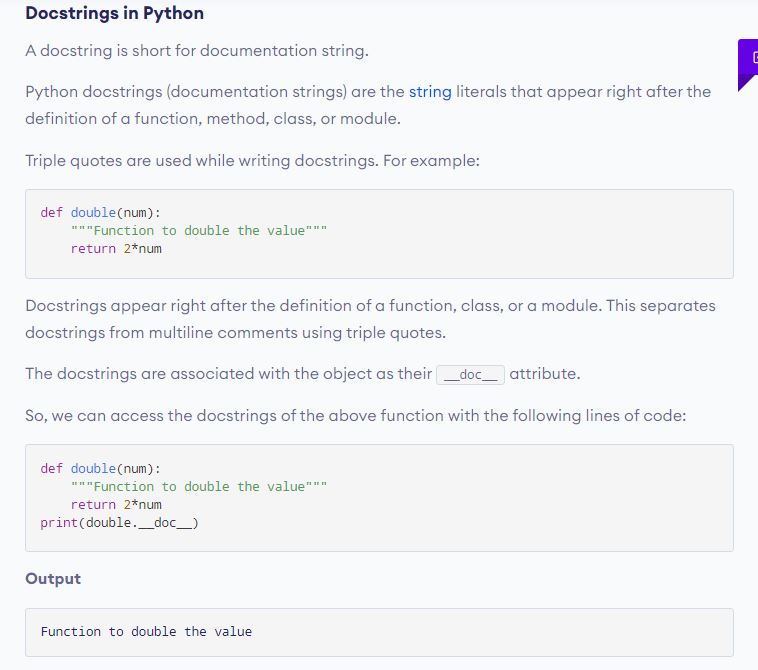 Docstrings in Python
A docstring is short for documentation string.
Python docstrings (documentation strings) are the string literals that appear right after the
definition of a function, method, class, or module.
Triple quotes are used while writing docstrings. For example:
def double(num):
    """Function to double the value"""
    return 2*num
Docstrings appear right after the definition of a function, class, or a module. This separates
docstrings from multiline comments using triple quotes.
The docstrings are associated with the object as their __doc__ attribute.
So, we can access the docstrings of the above function with the following lines of code:
def double(num):
    """Function to double the value"""
    return 2*num
print(double.__doc__)
Output
Function to double the value